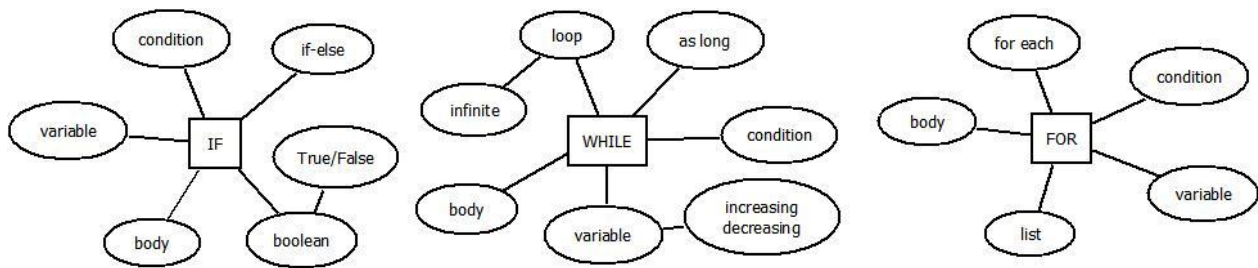 condition
if-else
variable
IF
True/False
body
boolean
loop
as long
infinite
WHILE
condition
body
variable
increasing
decreasing
for each
condition
body
FOR
variable
list